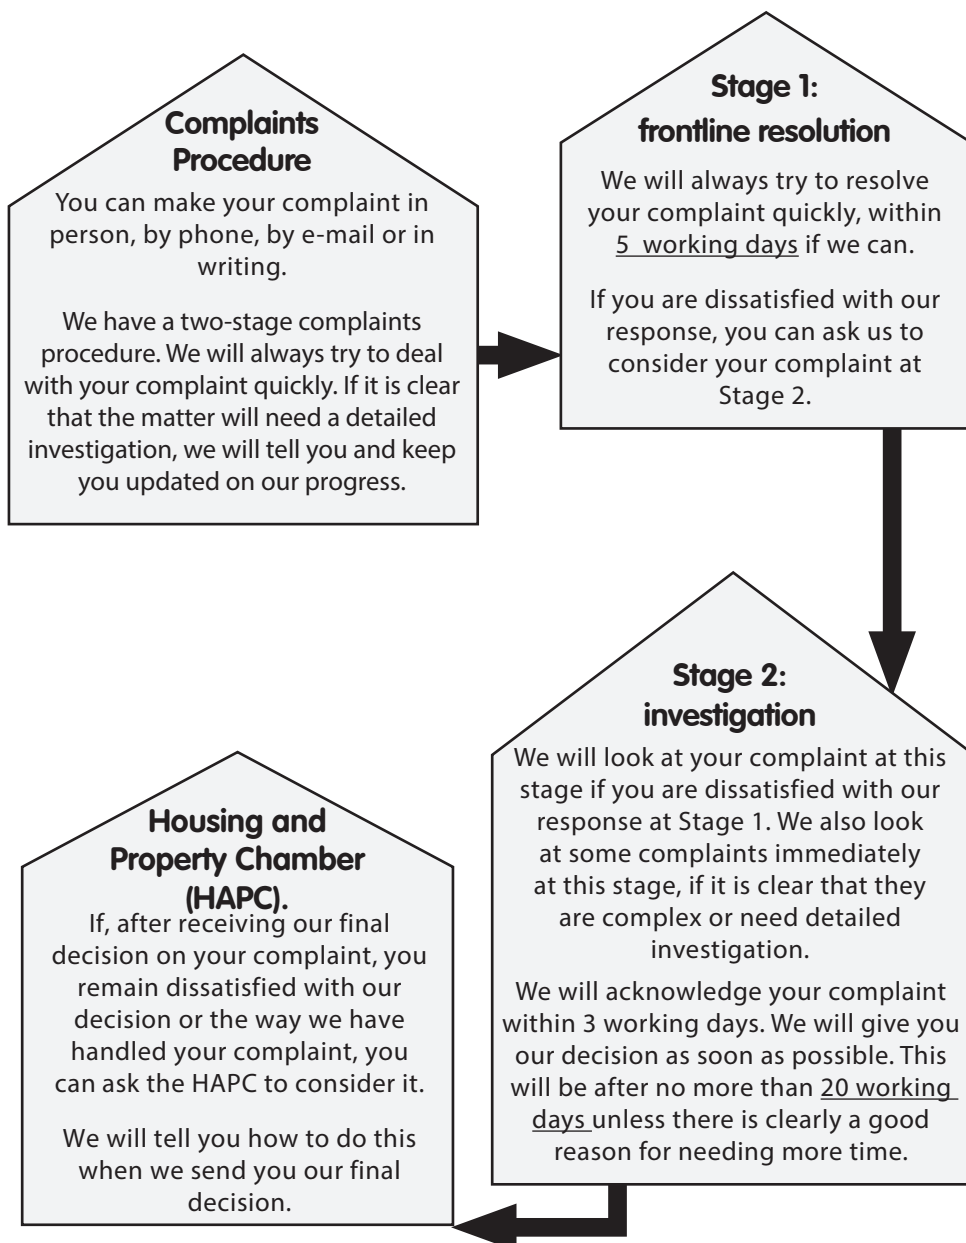 Complaints
Procedure
You can make your complaint in
person, by phone, by e-mail or in
writing.
We have a two-stage complaints
procedure. We will always try to deal
with your complaint quickly. If it is clear
that the matter will need a detailed
investigation, we will tell you and keep
you updated on our progress.
Stage 1:
frontline resolution
We will always try to resolve
your complaint quickly, within
5 working days if we can.
If you are dissatisfied with our
response, you can ask us to
consider your complaint at
Stage 2.
Stage 2:
investigation
We will look at your complaint at this
stage if you are dissatisfied with our
response at Stage 1. We also look
at some complaints immediately
at this stage, if it is clear that they
are complex or need detailed
investigation.
We will acknowledge your complaint
within 3 working days. We will give you
our decision as soon as possible. This
will be after no more than 20 working
days unless there is clearly a good
reason for needing more time.
Housing and
Property Chamber
(HAPC).
If, after receiving our final
decision on your complaint, you
remain dissatisfied with our
decision or the way we have
handled your complaint, you
can ask the HAPC to consider it.
We will tell you how to do this
when we send you our final
decision.